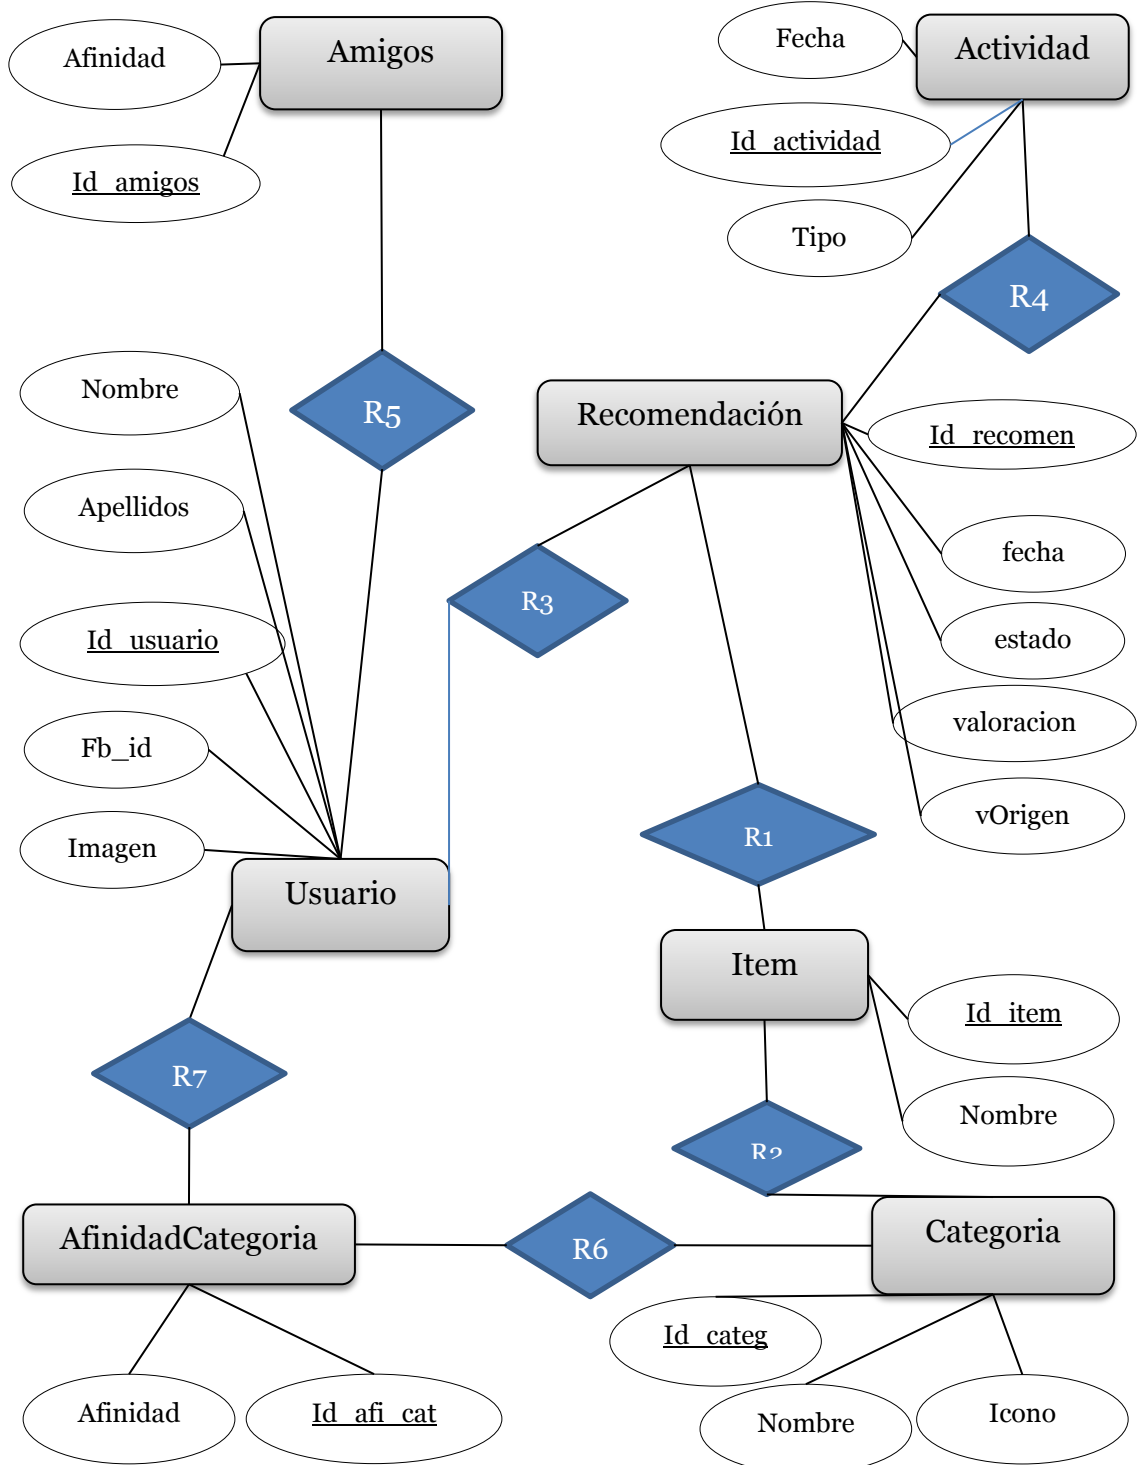 Amigos
Afinidad
Id_amigos
Fecha
Actividad
Id_actividad
Tipo
R4
Nombre
R5
Recomendación
Id_recomen
Apellidos
fecha
R3
Id_usuario
estado
Fb_id
valoracion
Imagen
R1
vOrigen
Usuario
Item
Id_item
R7
Nombre
R2
AfinidadCategoria
R6
Categoria
Id_categ
Afinidad
Id_afi_cat
Nombre
Icono